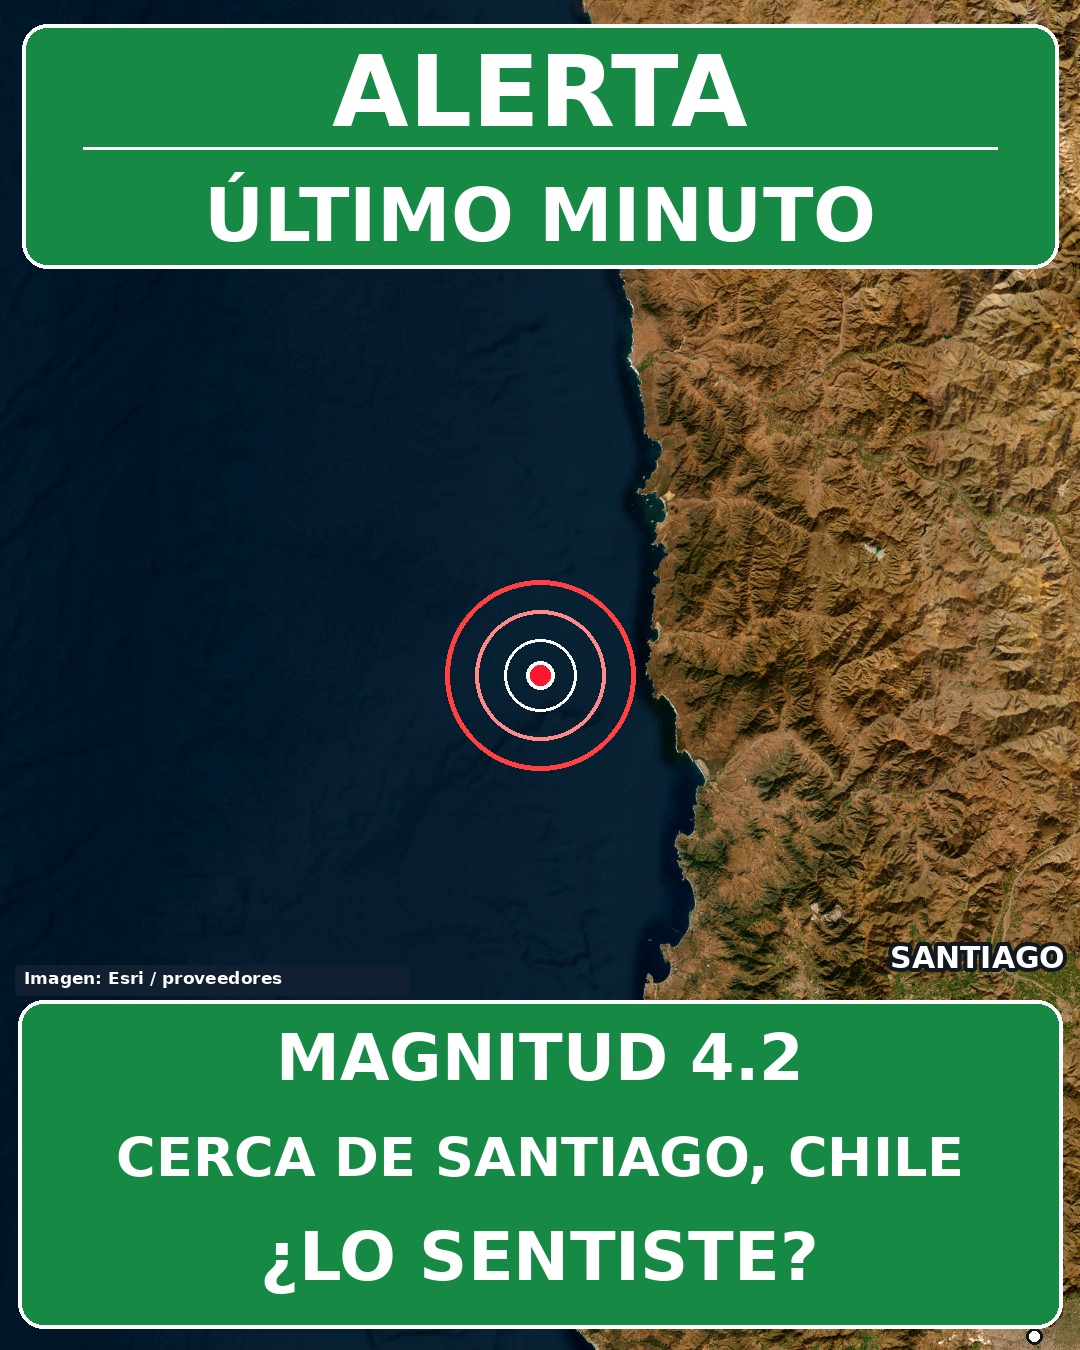 ALERTA
ÚLTIMO MINUTO
SANTIAGO
Imagen: Esri / proveedores
MAGNITUD 4.2
CERCA DE SANTIAGO, CHILE
¿LO SENTISTE?